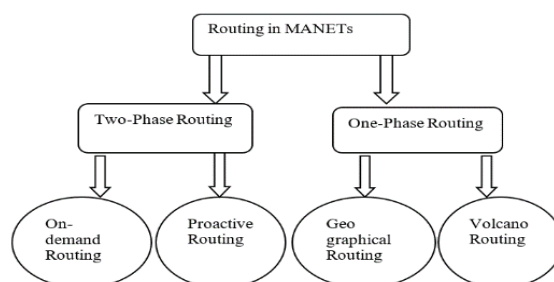 Routing in MANETs
Two-Phase Routing
One-Phase Routing
On-
demand
Routing
Proactive
Routing
Geo
graphical
Routing
Volcano
Routing